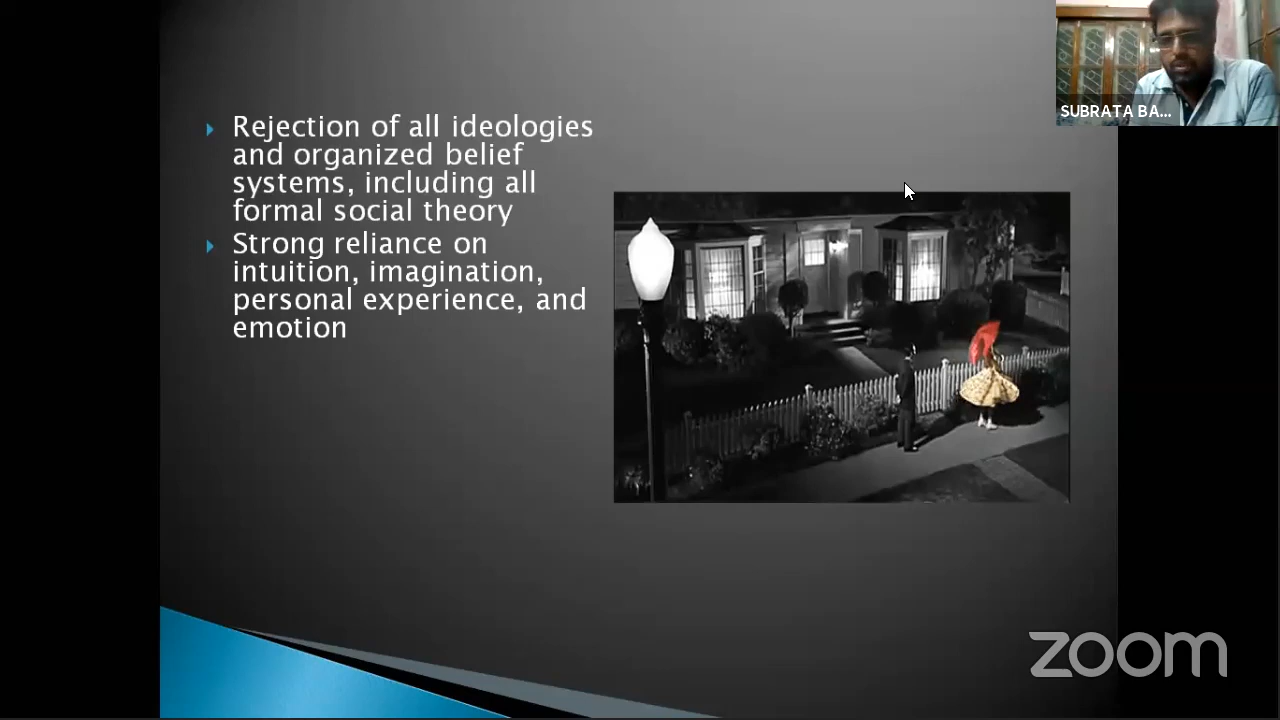 SUBRATA BA...
Rejection of all ideologies
and organized belief
systems, including all
formal social theory
Strong reliance on
intuition, imagination,
personal experience, and
emotion
zoom